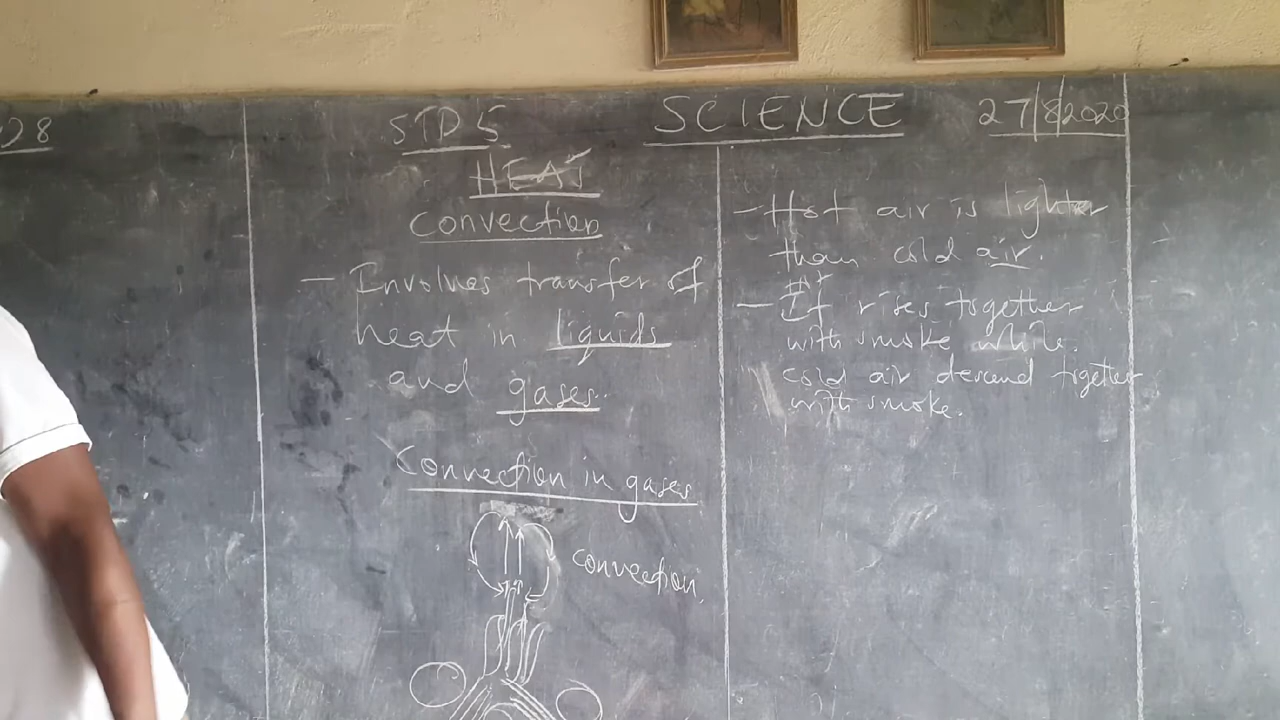 28
STD 5
SCIENCE
27/8/2020
HEAT
Convection
- Involves transfer of
heat in liquids
and gases.
Convection in gases
convection.
- Hot air is lighter
than cold air.
- It rises together
with smoke while
cold air descend together
with smoke.